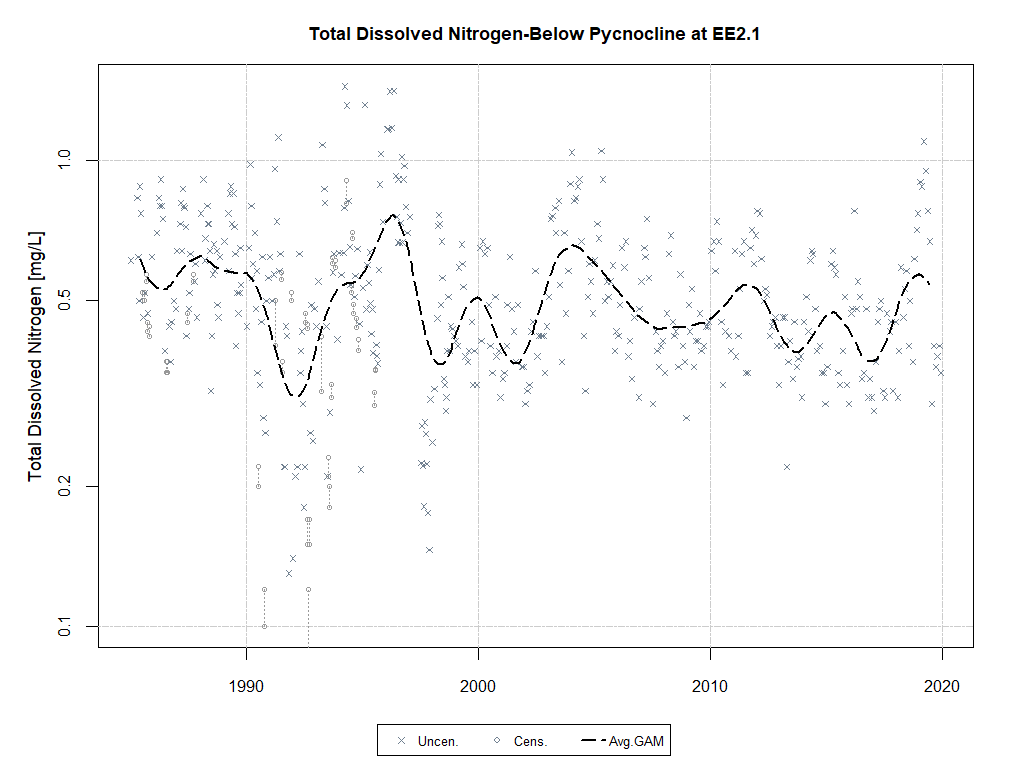 Total Dissolved Nitrogen-Below Pycnocline at EE2.1
Total Dissolved Nitrogen [mg/L]
1.0
0.5
0.2
0.1
1990 2000 2010 2020
Uncen. Cens. Avg.GAM